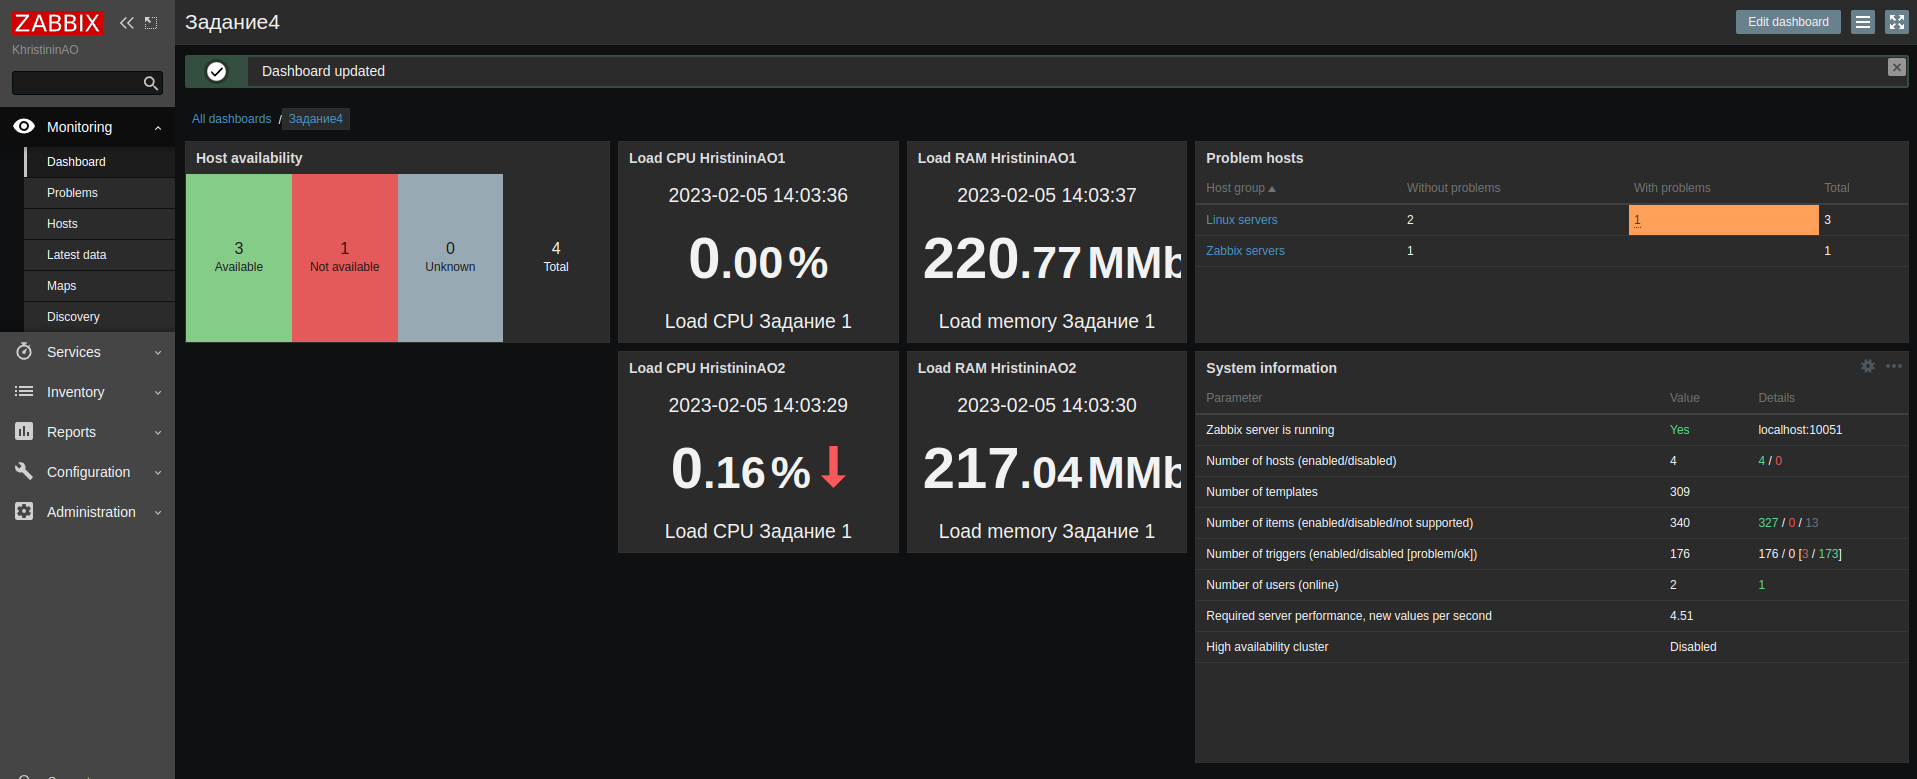 ZABBIX
KhristininAO
Monitoring
Dashboard
Problems
Hosts
Latest data
Maps
Discovery
Services
Inventory
Reports
Configuration
Administration
Задание4
Edit dashboard
Dashboard updated
All dashboards / Задание4
Host availability
3
Available
1
Not available
0
Unknown
4
Total
Load CPU HristininAO1
2023-02-05 14:03:36
0.00 %
Load CPU Задание 1
Load RAM HristininAO1
2023-02-05 14:03:37
220.77 MMb
Load memory Задание 1
Problem hosts
Host group Without problems With problems Total
Linux servers 2 1 3
Zabbix servers 1 1
Load CPU HristininAO2
2023-02-05 14:03:29
0.16 %
Load CPU Задание 1
Load RAM HristininAO2
2023-02-05 14:03:30
217.04 MMb
Load memory Задание 1
System information
Parameter Value Details
Zabbix server is running Yes localhost:10051
Number of hosts (enabled/disabled) 4 4 / 0
Number of templates 309
Number of items (enabled/disabled/not supported) 340 327 / 0 / 13
Number of triggers (enabled/disabled [problem/ok]) 176 176 / 0 [3 / 173]
Number of users (online) 2 1
Required server performance, new values per second 4.51
High availability cluster Disabled